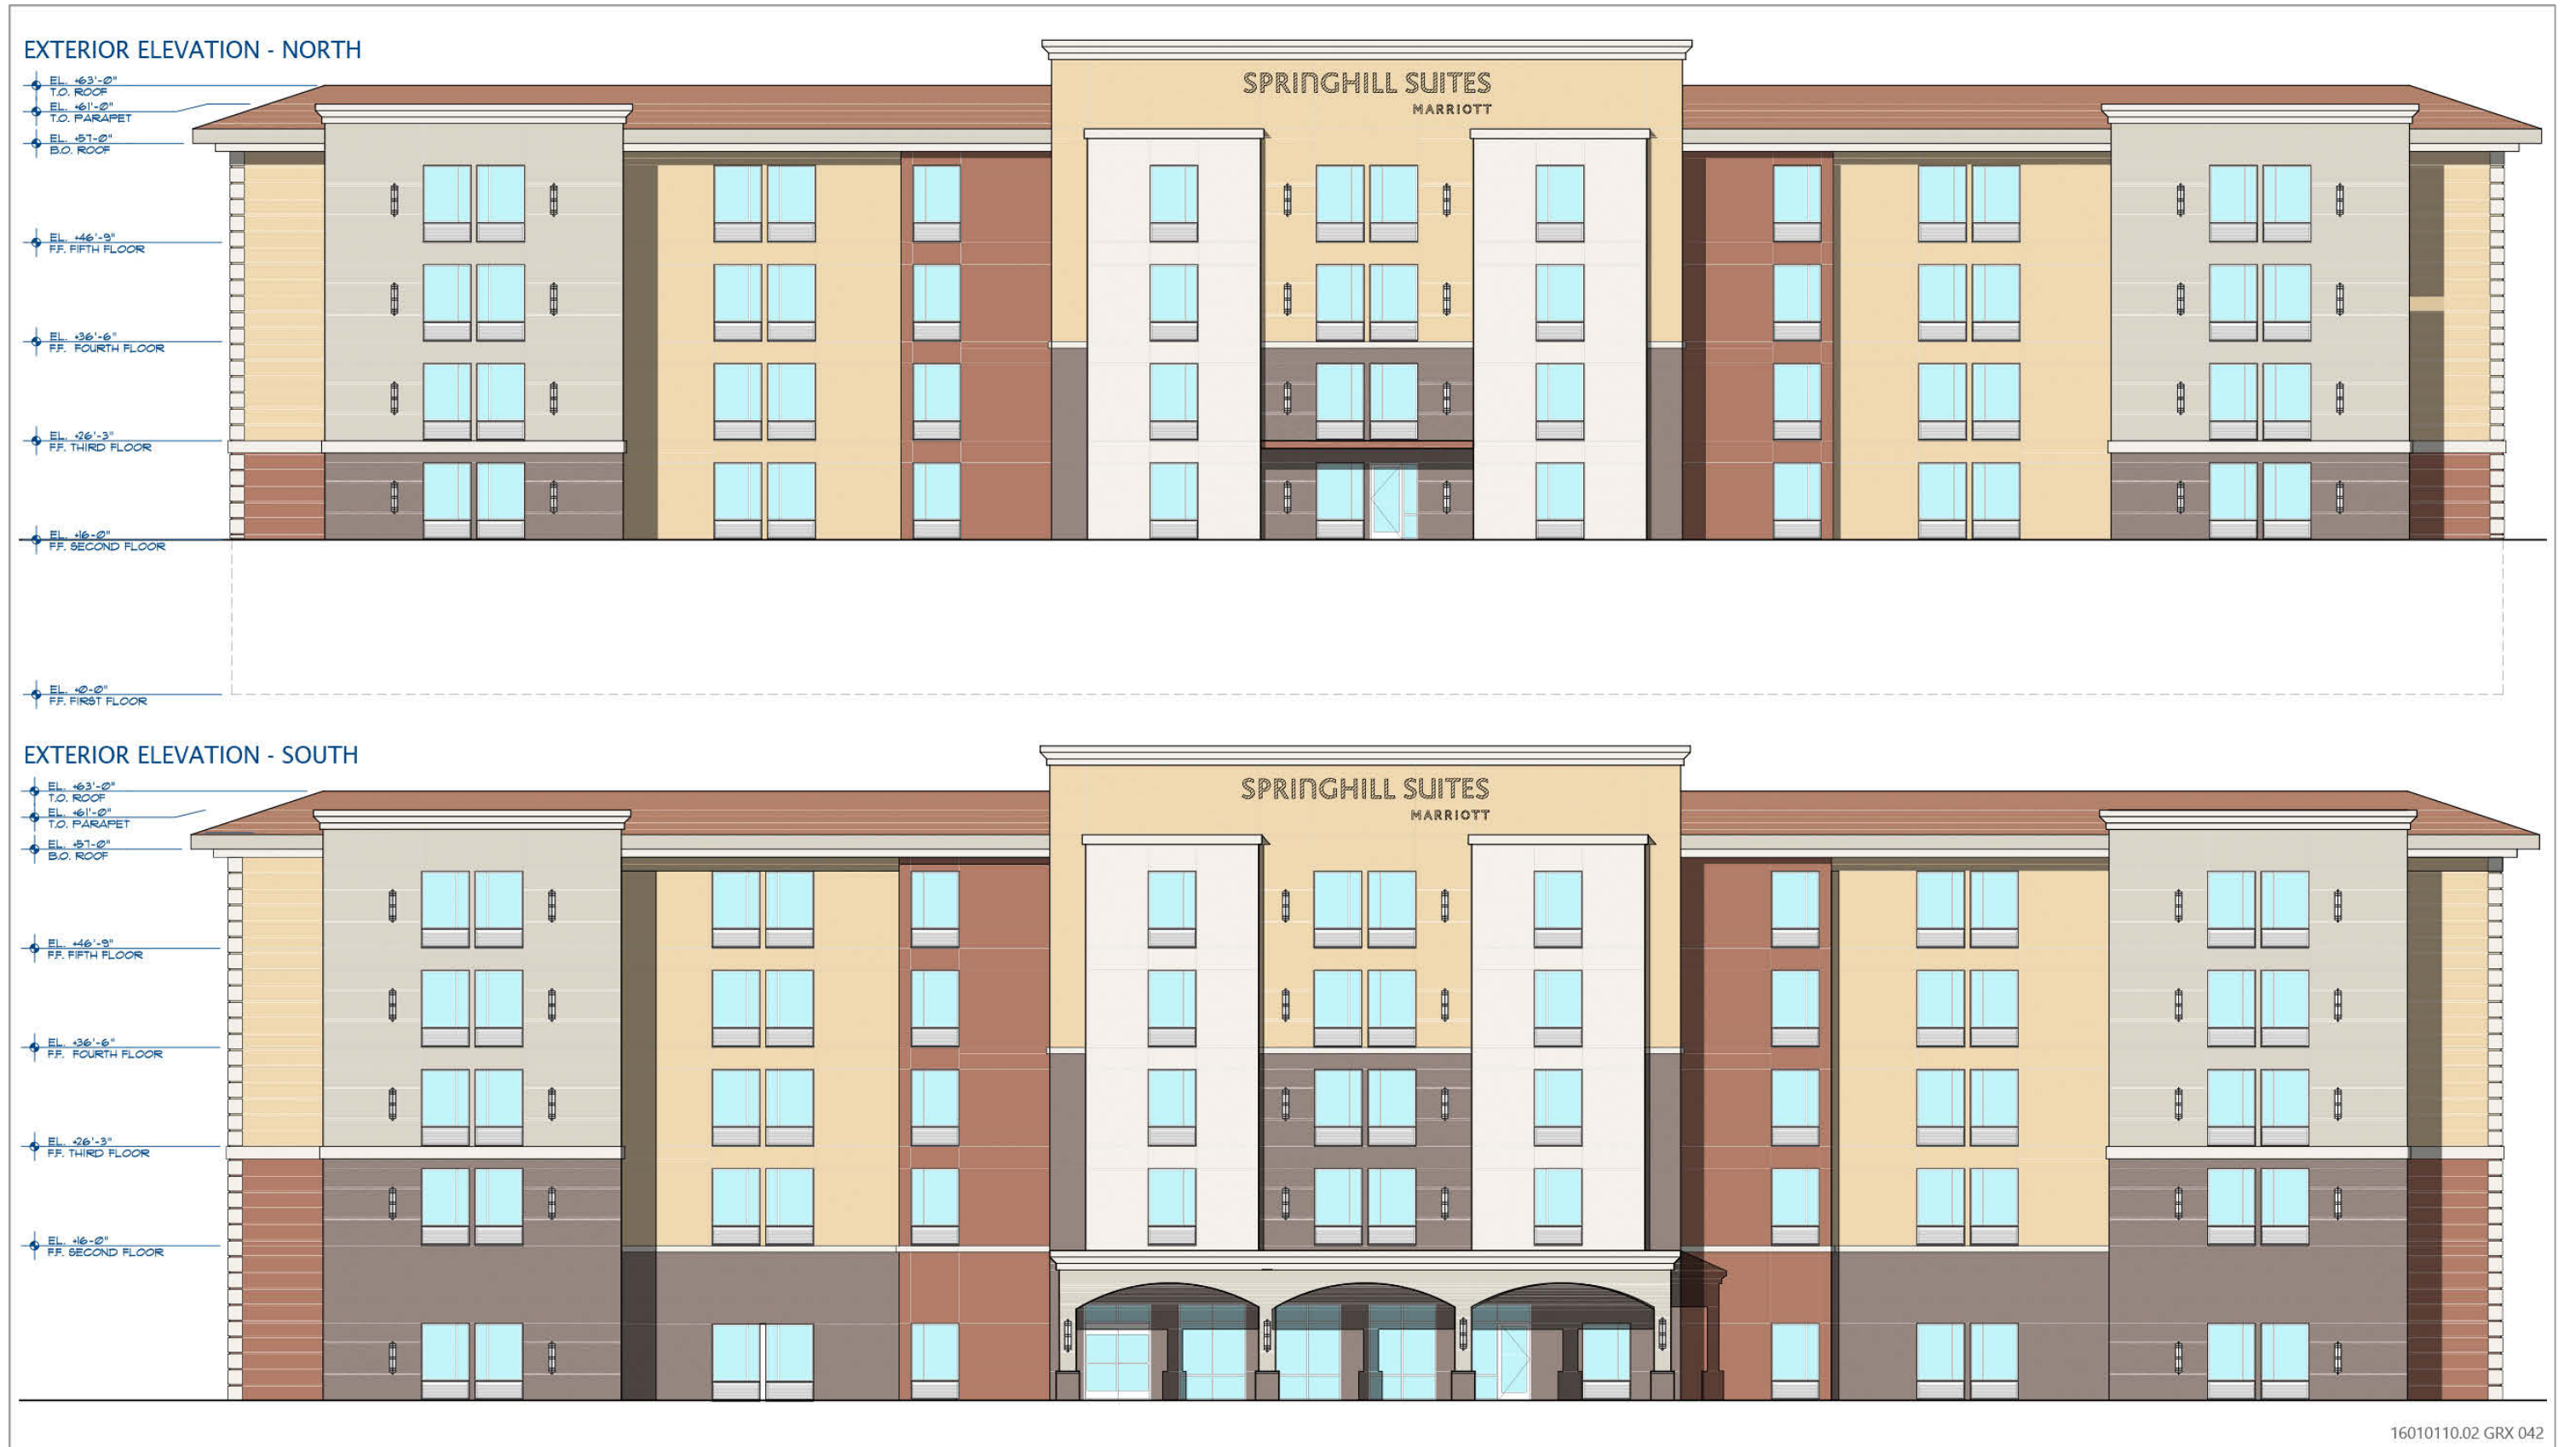 EXTERIOR ELEVATION - NORTH
EL. +63'-0"
T.O. ROOF
EL. +61'-0"
T.O. PARAPET
EL. +57-0"
B.O. ROOF
EL. +46'-9"
F.F. FIFTH FLOOR
EL. +36'-6"
F.F. FOURTH FLOOR
EL. +26'-3"
F.F. THIRD FLOOR
EL. +16-0"
F.F. SECOND FLOOR
EL. +0-0"
F.F. FIRST FLOOR
SPRINGHILL SUITES
MARRIOTT
EXTERIOR ELEVATION - SOUTH
EL. +63'-0"
T.O. ROOF
EL. +61'-0"
T.O. PARAPET
EL. +57-0"
B.O. ROOF
EL. +46'-9"
F.F. FIFTH FLOOR
EL. +36'-6"
F.F. FOURTH FLOOR
EL. +26'-3"
F.F. THIRD FLOOR
EL. +16-0"
F.F. SECOND FLOOR
SPRINGHILL SUITES
MARRIOTT
16010110.02 GRX 042